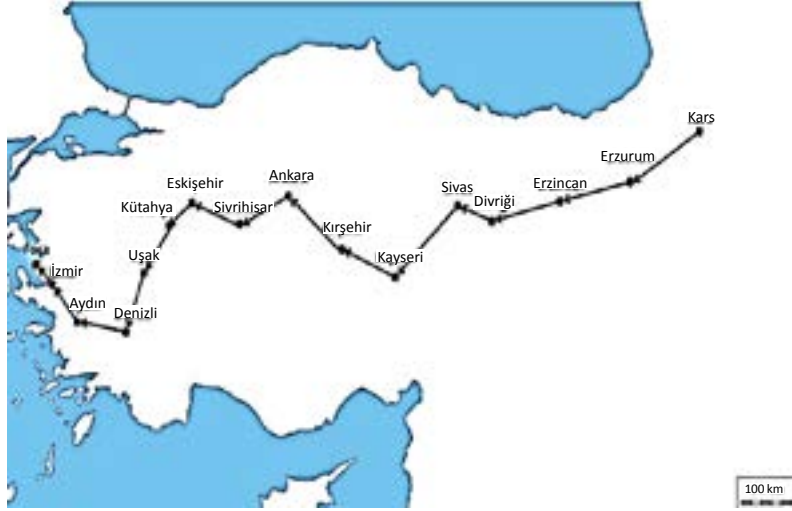 Kars
Erzurum
Erzincan
Divriği
Sivas
Kayseri
Kırşehir
Ankara
Sivrihisar
Eskişehir
Kütahya
Uşak
Denizli
Aydın
İzmir
100 km